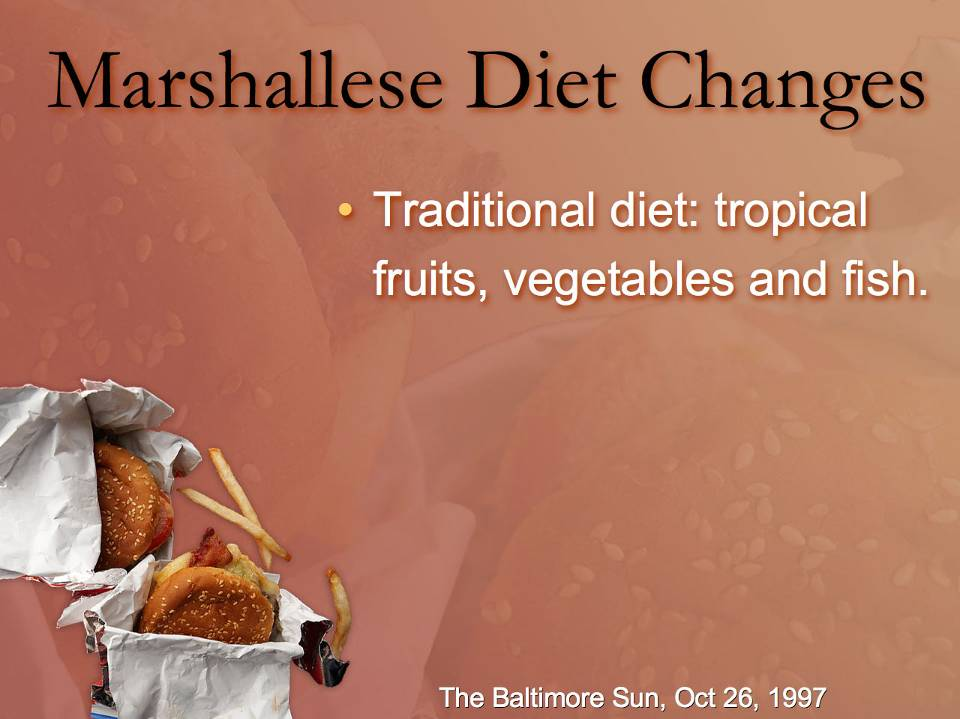 Marshallese Diet Changes
• Traditional diet: tropical
fruits, vegetables and fish.
The Baltimore Sun, Oct 26, 1997